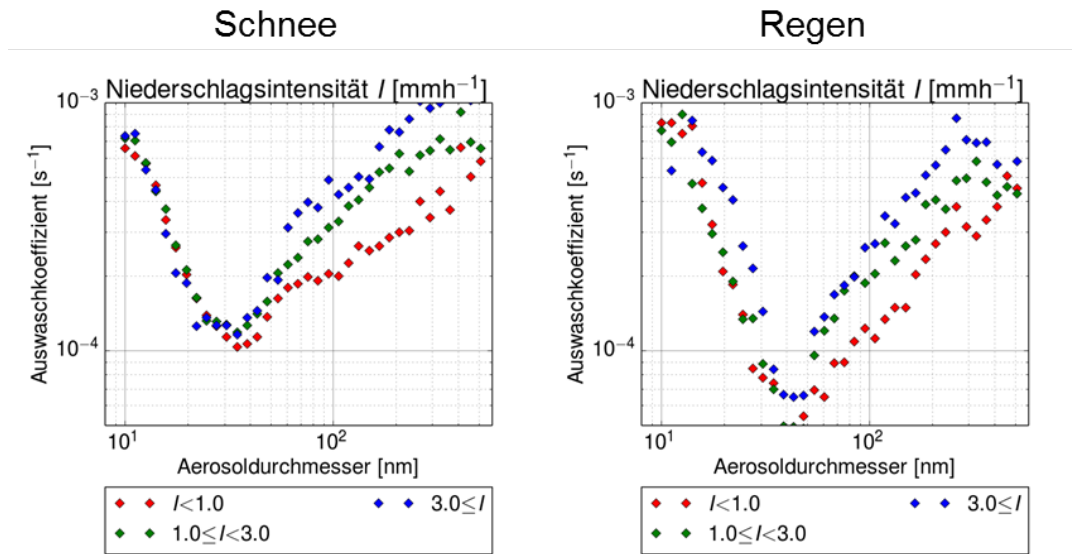 Schnee
Regen
Niederschlagsintensität I [mmh⁻¹]
10⁻³
10⁻⁴
Auswaschkoeffizient [s⁻¹]
10¹
10²
Aerosoldurchmesser [nm]
I<1.0
3.0≤I
1.0≤I<3.0
Niederschlagsintensität I [mmh⁻¹]
10⁻³
10⁻⁴
Auswaschkoeffizient [s⁻¹]
10¹
10²
Aerosoldurchmesser [nm]
I<1.0
3.0≤I
1.0≤I<3.0